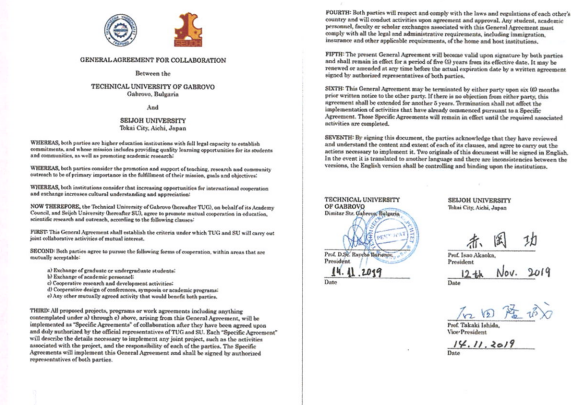 GENERAL AGREEMENT FOR COLLABORATION
Between the
TECHNICAL UNIVERSITY OF GABROVO
Gabrovo, Bulgaria
And
SEIJOH UNIVERSITY
Tokai City, Aichi, Japan
WHEREAS, both parties are higher education institutions with full legal capacity to establish
commitments, and whose mission includes providing quality learning opportunities for its students
and communities, as well as promoting academic research;
WHEREAS, both parties consider the promotion and support of teaching, research and community
outreach to be of primary importance in the fulfillment of their mission, goals and objectives;
WHEREAS, both institutions consider that increasing opportunities for international cooperation
and exchange increases cultural understanding and appreciation;
NOW THEREFORE, the Technical University of Gabrovo (hereafter TUG), on behalf of its Academy
Council, and Seijoh University (hereafter SU), agree to promote mutual cooperation in education,
scientific research and outreach, according to the following clauses:
FIRST: This General Agreement shall establish the criteria under which TUG and SU will carry out
joint collaborative activities of mutual interest.
SECOND: Both parties agree to pursue the following forms of cooperation, within areas that are
mutually acceptable:
a) Exchange of graduate or undergraduate students;
b) Exchange of academic personnel;
c) Cooperative research and development activities;
d) Cooperative design of conferences, symposia or academic programs;
e) Any other mutually agreed activity that would benefit both parties.
THIRD: All proposed projects, programs or work agreements including anything
contemplated under a) through e) above, arising from this General Agreement, will be
implemented as "Specific Agreements" of collaboration after they have been agreed upon
and duly authorized by the official representatives of TUG and SU. Each "Specific Agreement"
will describe the details necessary to implement any joint project, such as the activities
associated with the project, and the responsibility of each of the parties. The Specific
Agreements will implement this General Agreement and shall be signed by authorized
representatives of both parties.
FOURTH: Both parties will respect and comply with the laws and regulations of each other's
country and will conduct activities upon agreement and approval. Any student, academic
personnel, faculty or scholar exchanges associated with this General Agreement must
comply with all the legal and administrative requirements, including immigration,
insurance and other applicable requirements, of the home and host institutions.
FIFTH: The present General Agreement will become valid upon signature by both parties
and shall remain in effect for a period of five (5) years from its effective date. It may be
renewed or amended at any time before the actual expiration date by a written agreement
signed by authorized representatives of both parties.
SIXTH: This General Agreement may be terminated by either party upon six (6) months
prior written notice to the other party. If there is no objection from either party, this
agreement shall be extended for another 5 years. Termination shall not affect the
implementation of activities that have already commenced pursuant to a Specific
Agreement. Those Specific Agreements will remain in effect until the required associated
activities are completed.
SEVENTH: By signing this document, the parties acknowledge that they have reviewed
and understand the content and extent of each of its clauses, and agree to carry out the
actions necessary to implement it. Two originals of this document will be signed in English.
In the event it is translated to another language and there are inconsistencies between the
versions, the English version shall be controlling and binding upon the institutions.
TECHNICAL UNIVERSITY
OF GABROVO
Dimitar Str. Gabrovo, Bulgaria
Prof. D.Sc.
President
14.11.2019
Date
SEIJOH UNIVERSITY
Tokai City, Aichi, Japan
赤 岡 功
Prof. Isao Akaoka,
President
12th Nov. 2019
Date
石田隆城
Prof. Takaki Ishida,
Vice-President
14.11.2019
Date